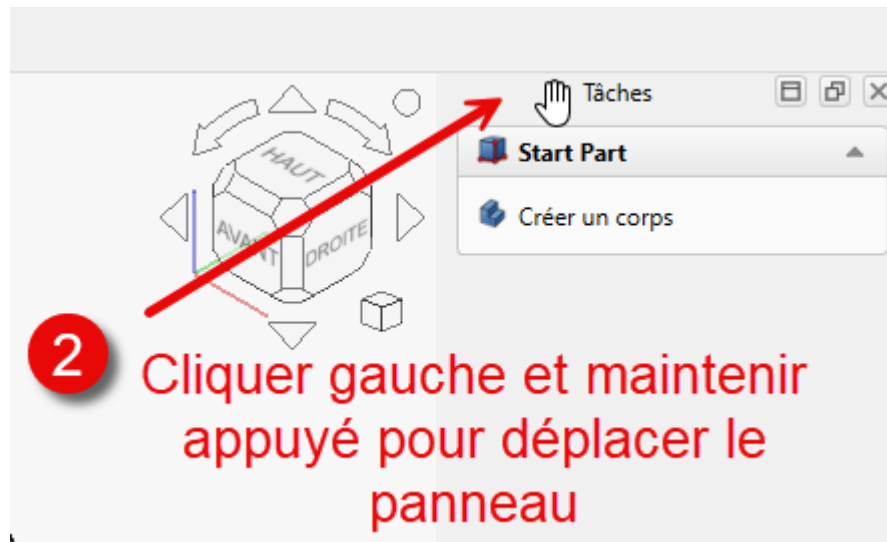 Tâches
Start Part
Créer un corps
HAUT
AVANT
DROITE
2
Cliquer gauche et maintenir
appuyé pour déplacer le
panneau